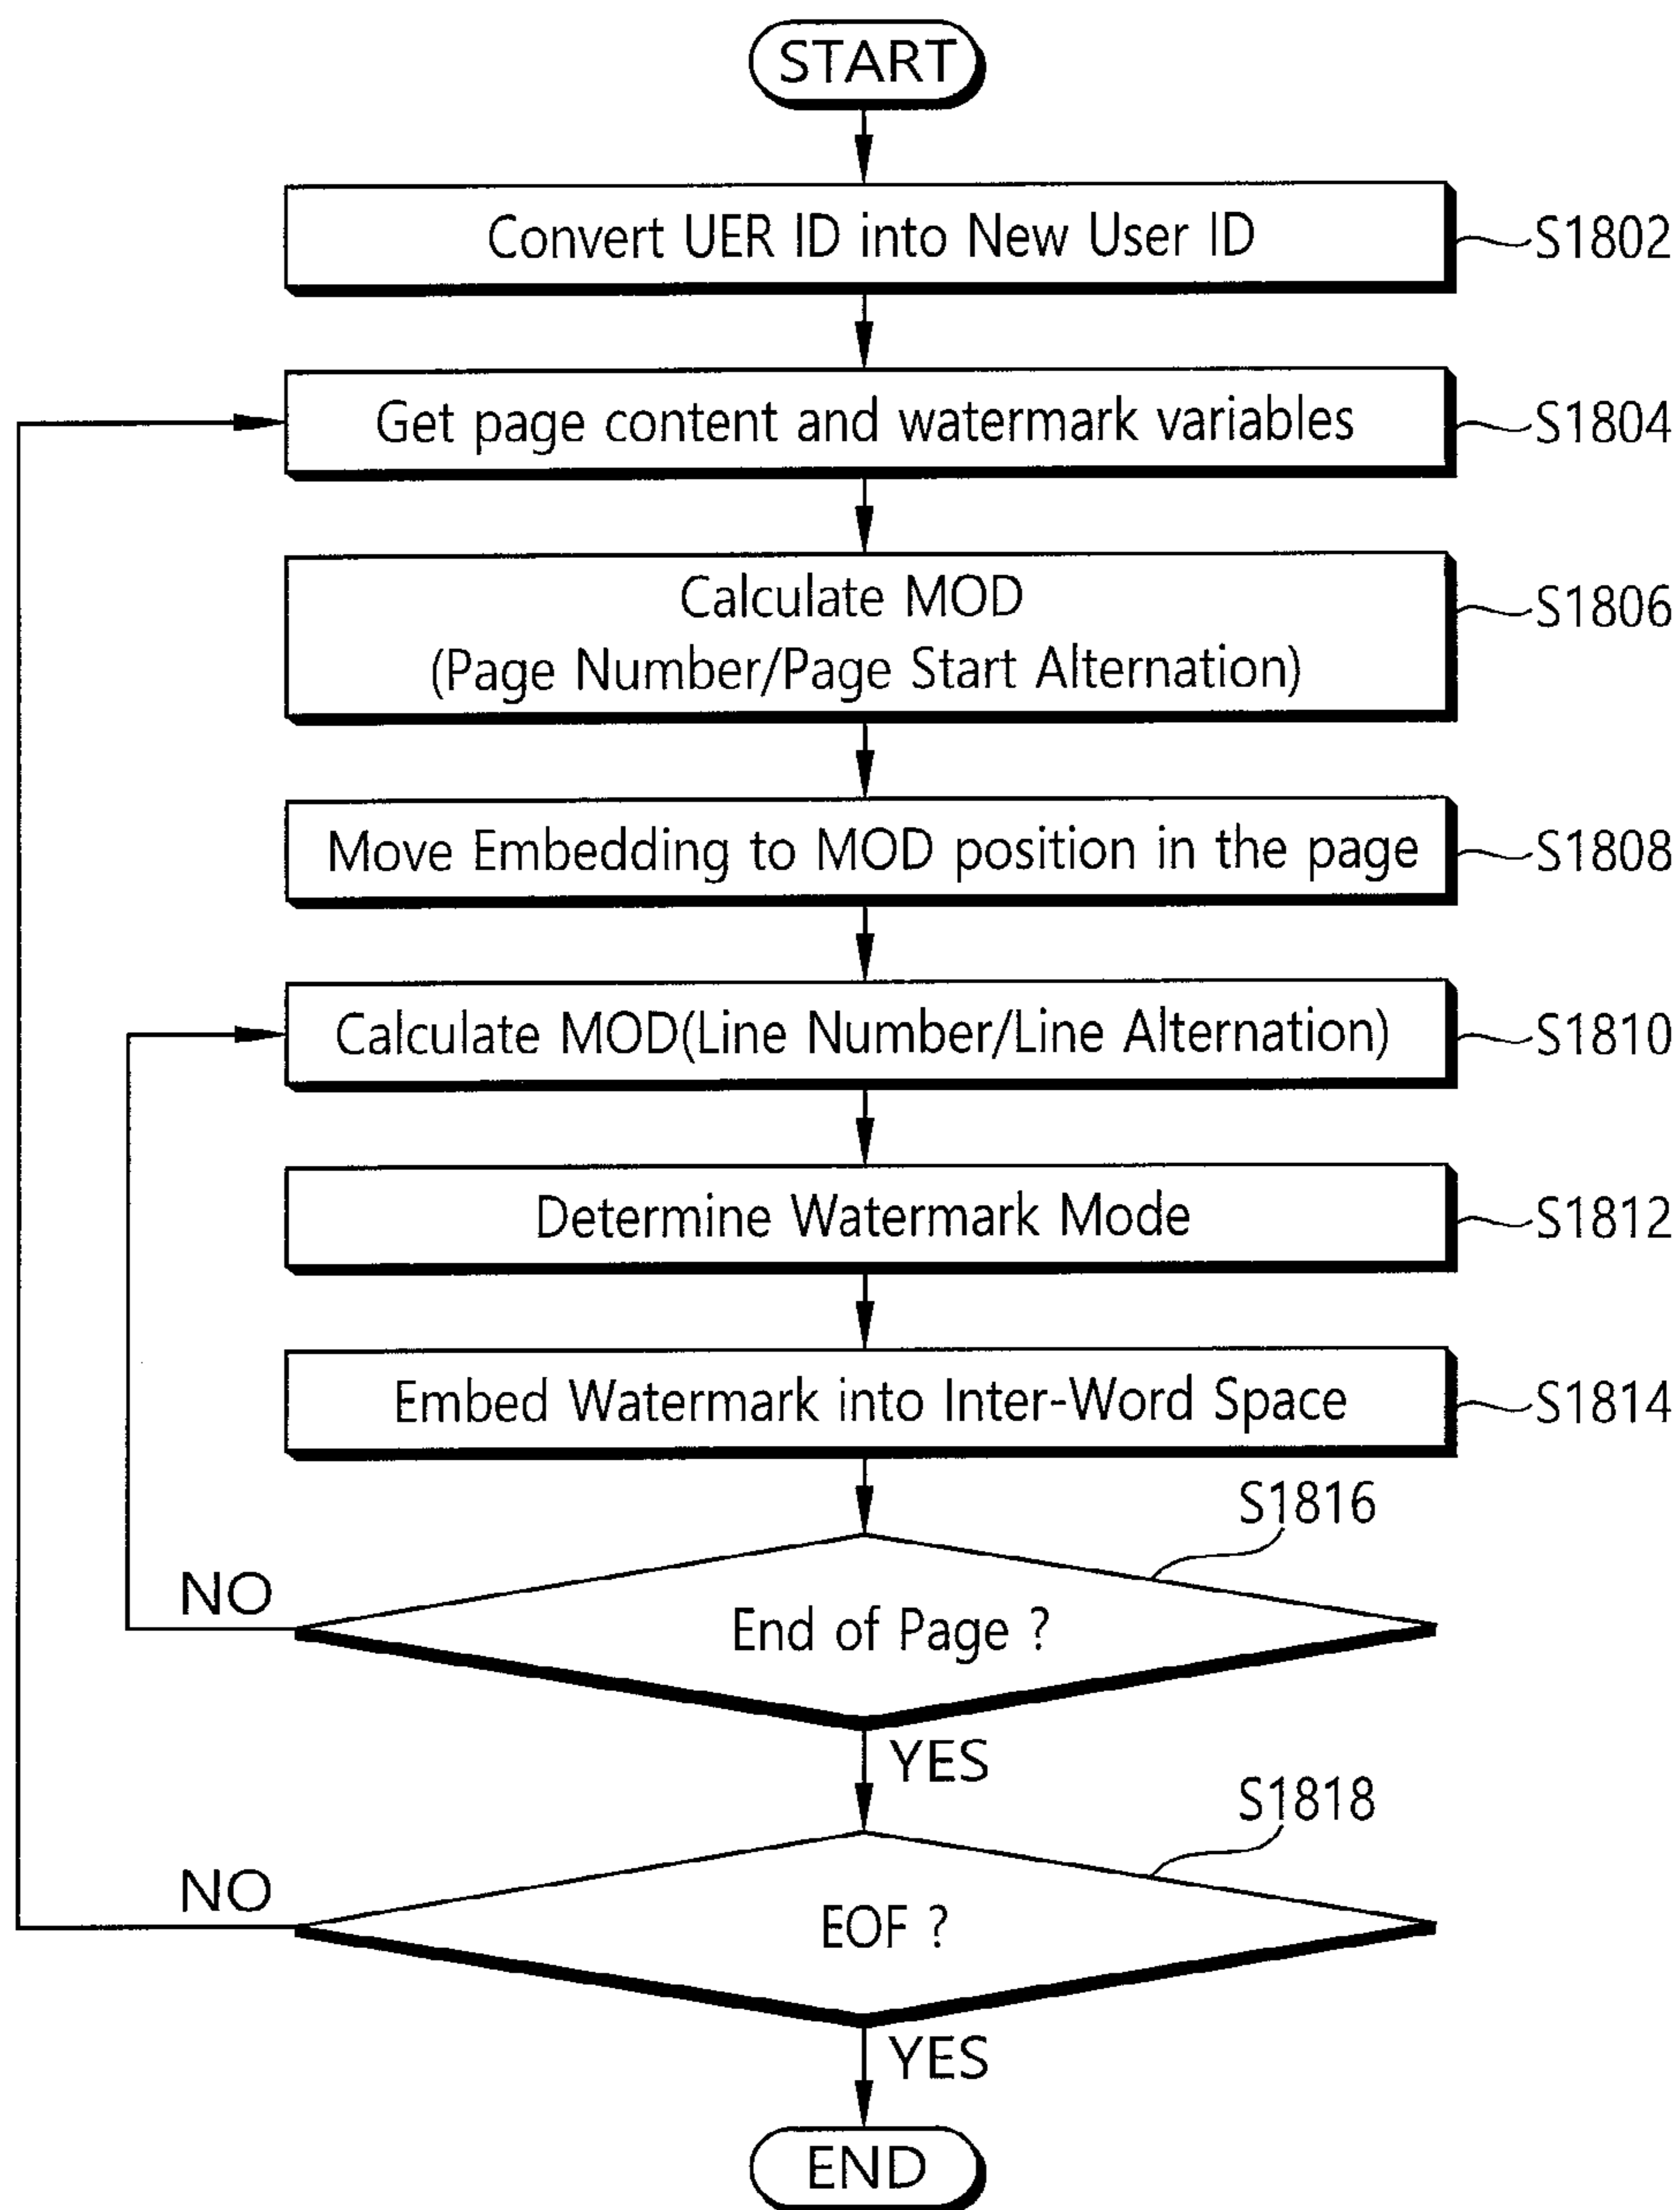 START
Convert UER ID into New User ID
S1802
Get page content and watermark variables
S1804
Calculate MOD
(Page Number/Page Start Alternation)
S1806
Move Embedding to MOD position in the page
S1808
Calculate MOD(Line Number/Line Alternation)
S1810
Determine Watermark Mode
S1812
Embed Watermark into Inter-Word Space
S1814
S1816
NO
End of Page ?
YES
S1818
NO
EOF ?
YES
END